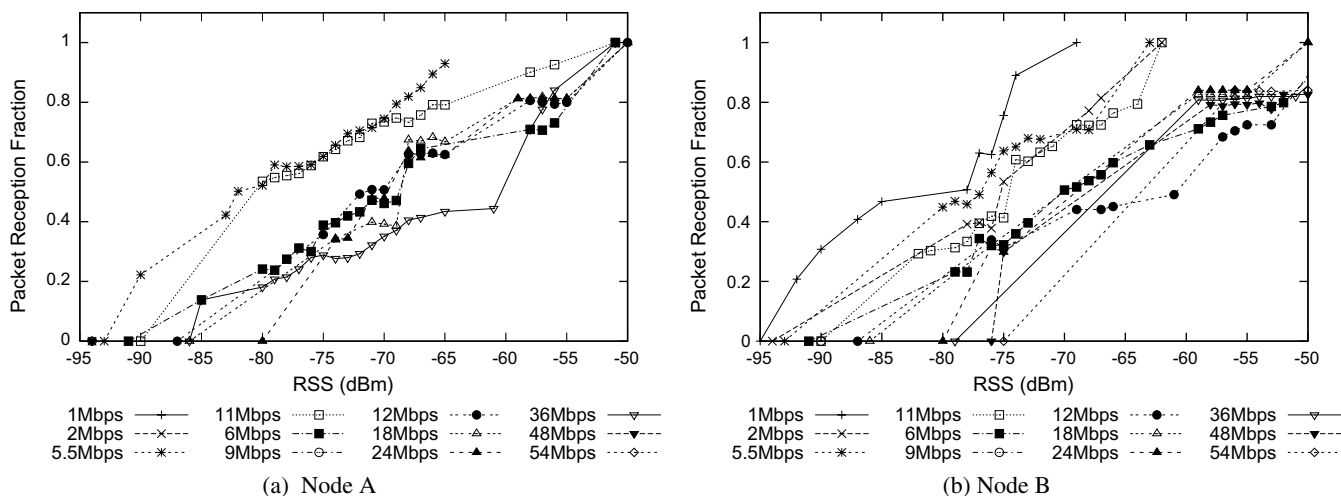 1
0.8
0.6
0.4
0.2
0
Packet Reception Fraction
-95 -90 -85 -80 -75 -70 -65 -60 -55 -50
RSS (dBm)
1Mbps 11Mbps 12Mbps 36Mbps
2Mbps 6Mbps 18Mbps 48Mbps
5.5Mbps 9Mbps 24Mbps 54Mbps
(a) Node A
1
0.8
0.6
0.4
0.2
0
Packet Reception Fraction
-95 -90 -85 -80 -75 -70 -65 -60 -55 -50
RSS (dBm)
1Mbps 11Mbps 12Mbps 36Mbps
2Mbps 6Mbps 18Mbps 48Mbps
5.5Mbps 9Mbps 24Mbps 54Mbps
(b) Node B